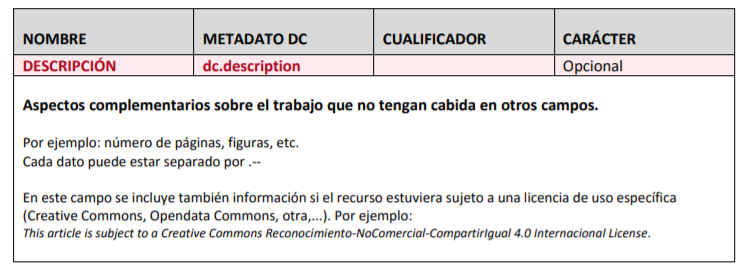 NOMBRE METADATO DC CUALIFICADOR CARÁCTER
DESCRIPCIÓN dc.description Opcional
Aspectos complementarios sobre el trabajo que no tengan cabida en otros campos.
Por ejemplo: número de páginas, figuras, etc.
Cada dato puede estar separado por .--
En este campo se incluye también información si el recurso estuviera sujeto a una licencia de uso específica
(Creative Commons, Opendata Commons, otra,...). Por ejemplo:
This article is subject to a Creative Commons Reconocimiento-NoComercial-CompartirIgual 4.0 Internacional License.